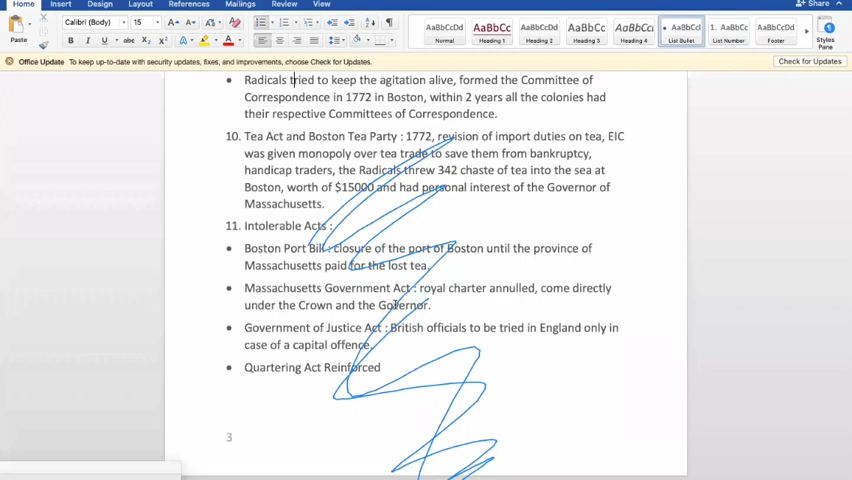 Home Insert Design Layout References Mailings Review View Share
Calibri (Body) 15
AaBbCcDd AaBbCc AaBbCcDd AaBbCc AaBbCcD AaBbCcl 1. AaBbCc AaBbCcDd
Paste B I U abc X₂ X² A Normal Heading 1 Heading 2 Heading 3 Heading 4 List Bullet List Number Footer Styles
Pane
Office Update To keep up-to-date with security updates, fixes, and improvements, choose Check for Updates. Check for Updates
• Radicals tried to keep the agitation alive, formed the Committee of
Correspondence in 1772 in Boston, within 2 years all the colonies had
their respective Committees of Correspondence.
10. Tea Act and Boston Tea Party : 1772, revision of import duties on tea, EIC
was given monopoly over tea trade to save them from bankruptcy,
handicap traders, the Radicals threw 342 chaste of tea into the sea at
Boston, worth of $15000 and had personal interest of the Governor of
Massachusetts.
11. Intolerable Acts :
• Boston Port Bill : closure of the port of Boston until the province of
Massachusetts paid for the lost tea.
• Massachusetts Government Act : royal charter annulled, come directly
under the Crown and the Governor.
• Government of Justice Act : British officials to be tried in England only in
case of a capital offence.
• Quartering Act Reinforced
3